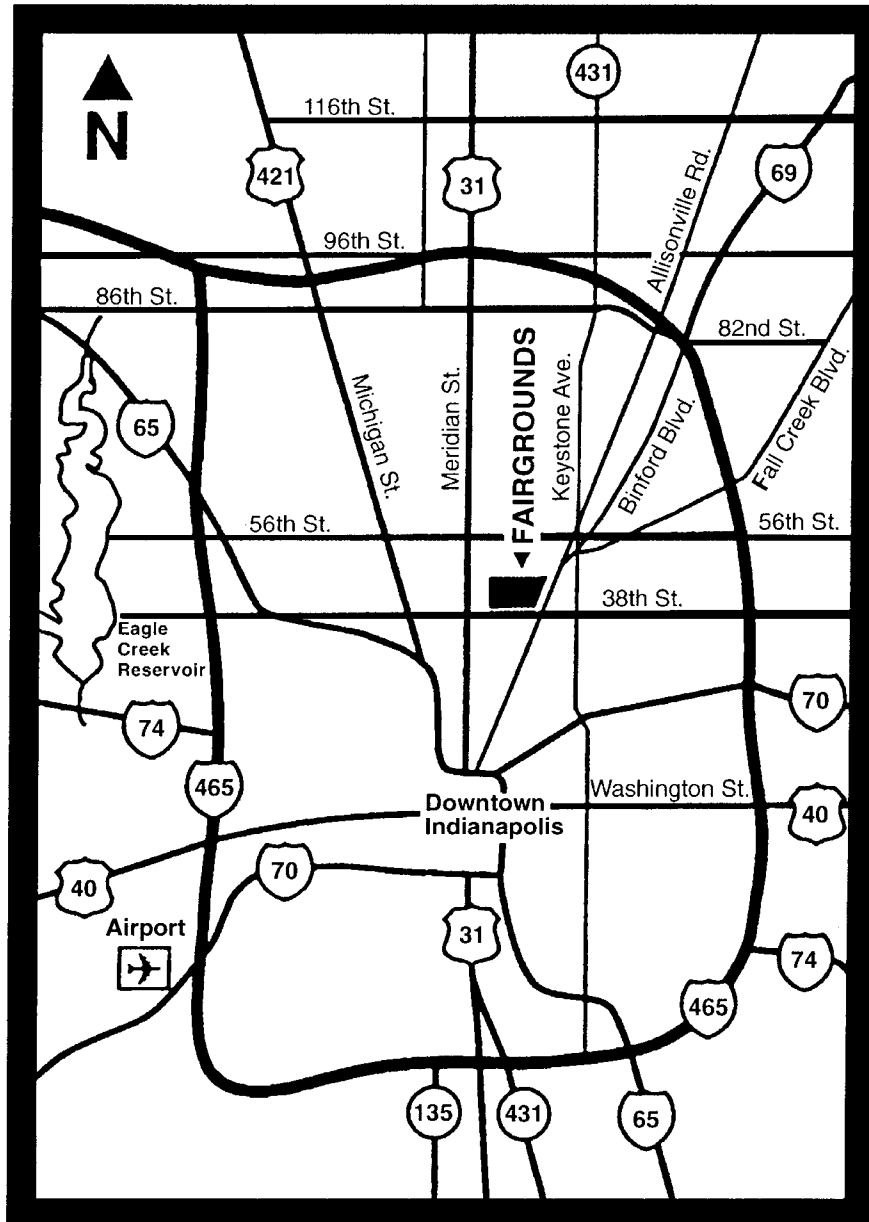 N
431
116th St.
421
31
69
Allisonville Rd.
96th St.
86th St.
82nd St.
65
Michigan St.
Meridian St.
FAIRGROUNDS
Keystone Ave.
Binford Blvd.
Fall Creek Blvd.
56th St.
56th St.
38th St.
Eagle
Creek
Reservoir
74
70
465
Washington St.
Downtown
Indianapolis
40
70
40
31
Airport
74
465
135
431
65